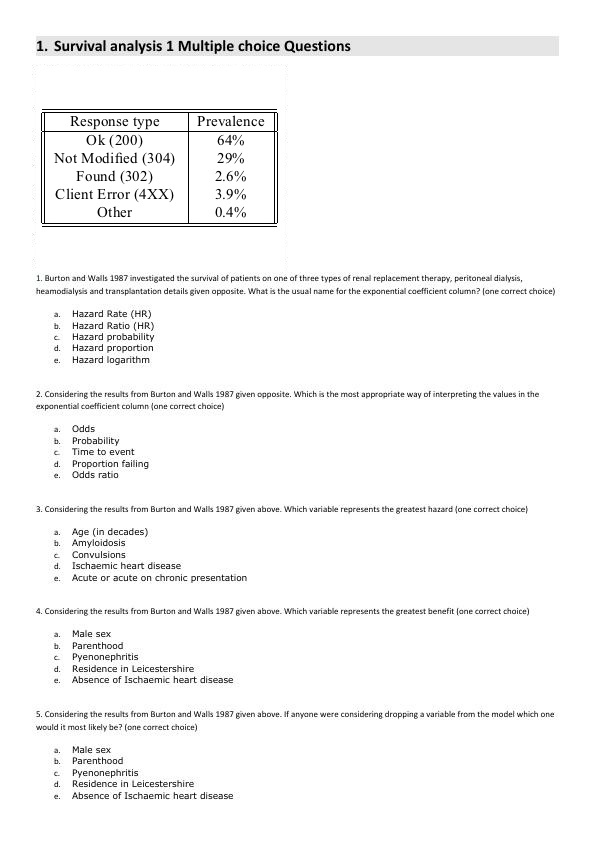 1. Survival analysis 1 Multiple choice Questions
Response type Prevalence
Ok (200) 64%
Not Modified (304) 29%
Found (302) 2.6%
Client Error (4XX) 3.9%
Other 0.4%
1. Burton and Walls 1987 investigated the survival of patients on one of three types of renal replacement therapy, peritoneal dialysis,
heamodialysis and transplantation details given opposite. What is the usual name for the exponential coefficient column? (one correct choice)
a. Hazard Rate (HR)
b. Hazard Ratio (HR)
c. Hazard probability
d. Hazard proportion
e. Hazard logarithm
2. Considering the results from Burton and Walls 1987 given opposite. Which is the most appropriate way of interpreting the values in the
exponential coefficient column (one correct choice)
a. Odds
b. Probability
c. Time to event
d. Proportion failing
e. Odds ratio
3. Considering the results from Burton and Walls 1987 given above. Which variable represents the greatest hazard (one correct choice)
a. Age (in decades)
b. Amyloidosis
c. Convulsions
d. Ischaemic heart disease
e. Acute or acute on chronic presentation
4. Considering the results from Burton and Walls 1987 given above. Which variable represents the greatest benefit (one correct choice)
a. Male sex
b. Parenthood
c. Pyenonephritis
d. Residence in Leicestershire
e. Absence of Ischaemic heart disease
5. Considering the results from Burton and Walls 1987 given above. If anyone were considering dropping a variable from the model which one
would it most likely be? (one correct choice)
a. Male sex
b. Parenthood
c. Pyenonephritis
d. Residence in Leicestershire
e. Absence of Ischaemic heart disease